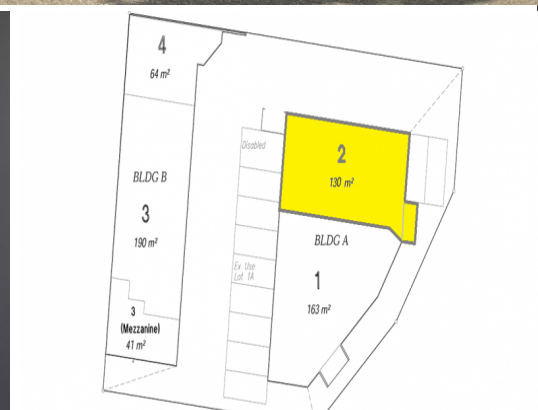 4
64 m²
Disabled
2
130 m²
BLDG B
3
190 m²
BLDG A
Ex Use
Lot 1A
1
163 m²
3
(Mezzanine)
41 m²